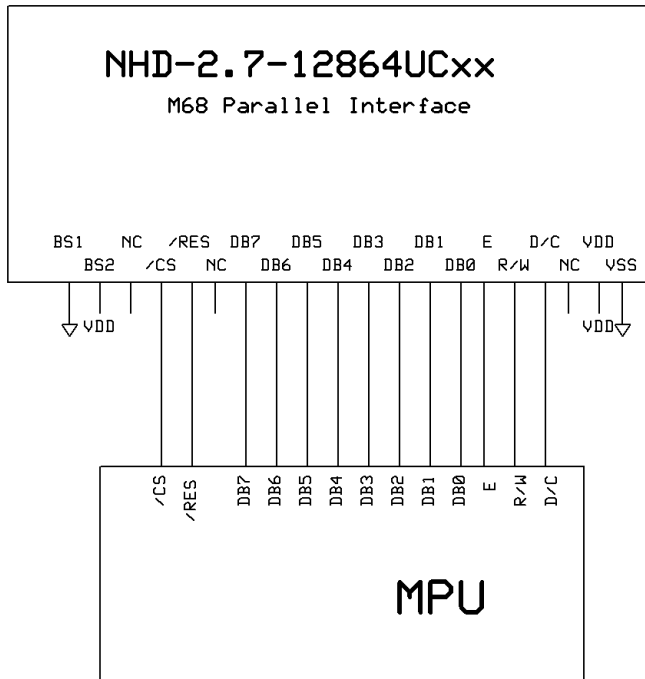 NHD-2.7-12864UCxx
M68 Parallel Interface
BS1 NC /RES DB7 DB5 DB3 DB1 E D/C VDD
BS2 /CS NC DB6 DB4 DB2 DB0 R/W NC VSS
VDD VDD
/CS /RES DB7 DB6 DB5 DB4 DB3 DB2 DB1 DB0 E R/W D/C
MPU